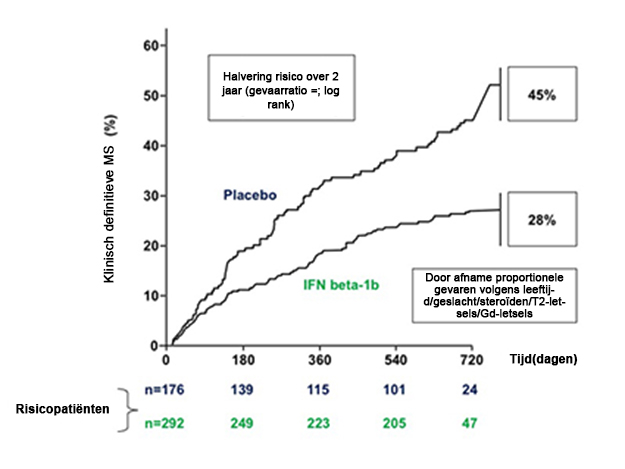 60
50
40
30
20
10
0
Klinisch definitieve MS (%)
Halvering risico over 2
jaar (gevaarratio =; log
rank)
45%
Placebo
28%
IFN beta-1b
Door afname proportionele
gevaren volgens leeftij-
d/geslacht/steroïden/T2-let-
sels/Gd-letsels
0 180 360 540 720 Tijd(dagen)
Risicopatiënten
n=176 139 115 101 24
n=292 249 223 205 47